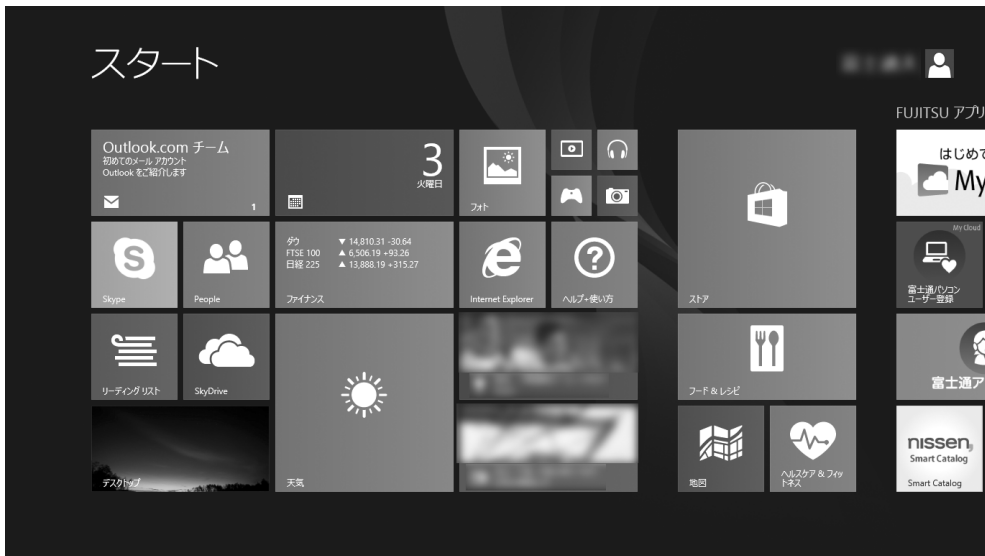 スタート
FUJITSU アプリ
Outlook.com チーム
初めてのメール アカウント
Outlook をご紹介します
1
3
火曜日
フォト
Skype
People
ダウ ▼ 14,810.31 -30.64
FTSE 100 ▲ 6,506.19 +93.26
日経 225 ▲ 13,888.19 +315.27
ファイナンス
Internet Explorer
ヘルプ+使い方
ストア
はじめて
My
My Cloud
富士通パソコン
ユーザー登録
リーディング リスト
SkyDrive
天気
フード & レシピ
富士通ア
デスクトップ
地図
ヘルスケア & フィッ
トネス
nissen,
Smart Catalog
Smart Catalog